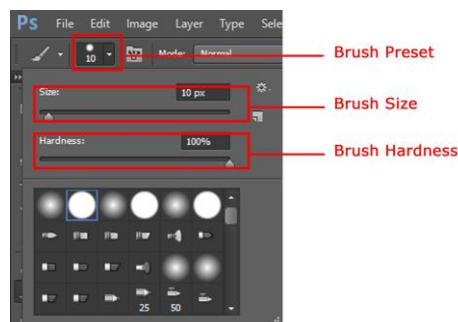 Ps File Edit Image Layer Type Sele
10 Mode: Normal Brush Preset
Size: 10 px Brush Size
Hardness: 100% Brush Hardness
25 50